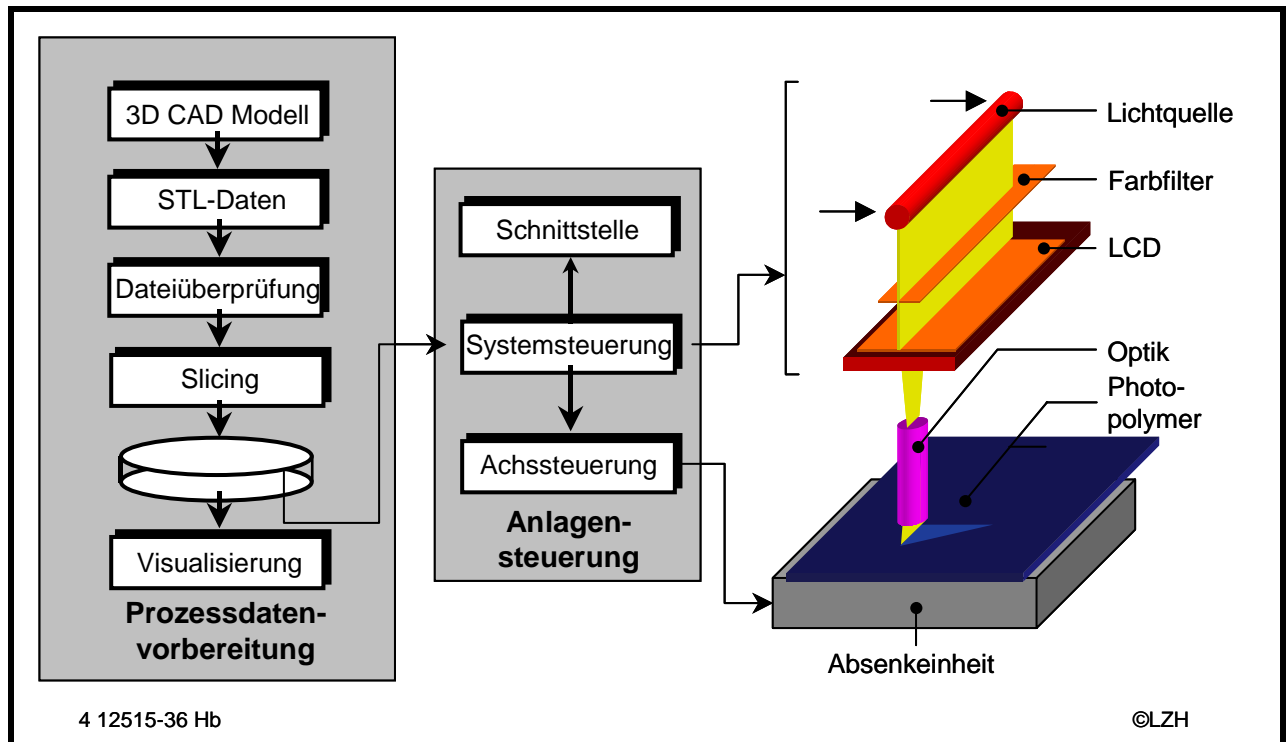 3D CAD Modell
STL-Daten
Dateiüberprüfung
Slicing
Visualisierung
Prozessdaten-
vorbereitung
Schnittstelle
Systemsteuerung
Achssteuerung
Anlagen-
steuerung
Lichtquelle
Farbfilter
LCD
Optik
Photo-
polymer
Absenkeinheit
4 12515-36 Hb
©LZH